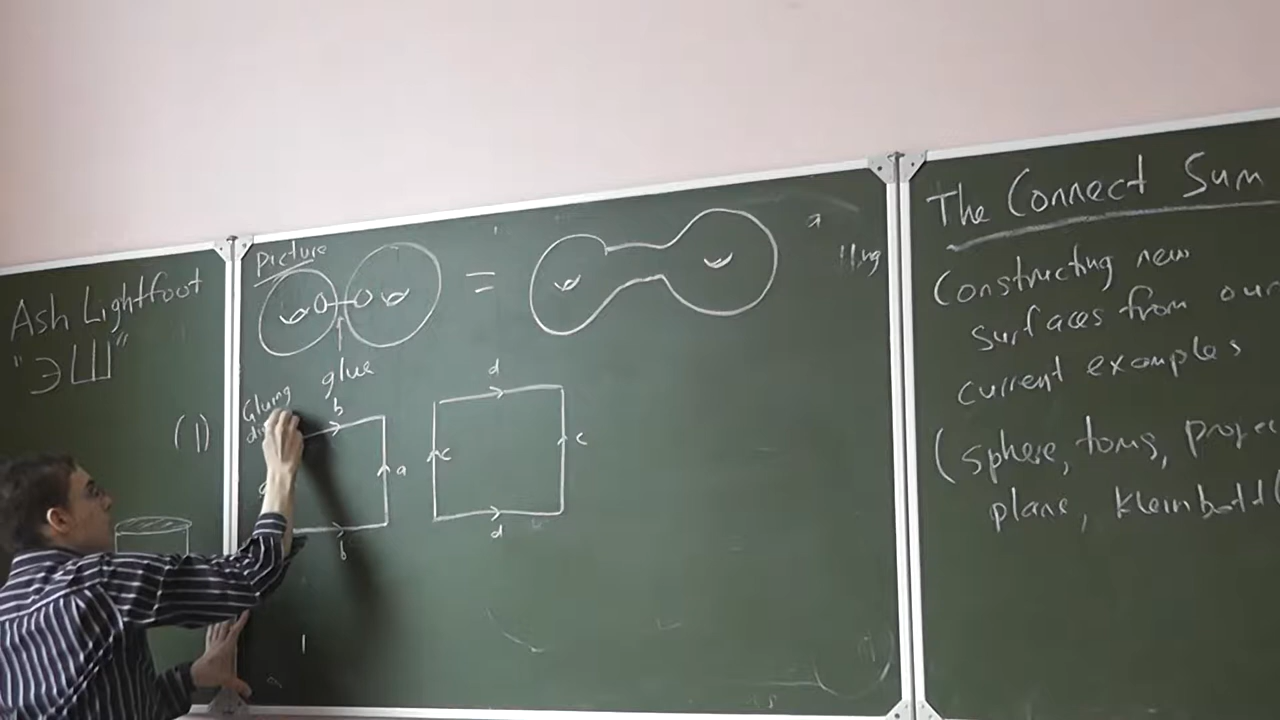 Ash Lightfoot
"ЭШ"
Picture
=
glue
(1)
Gluing
b
a
b
d
c
c
d
a
The Connect Sum
Constructing new
surfaces from our
current examples
(sphere, torus,
plane, Klein